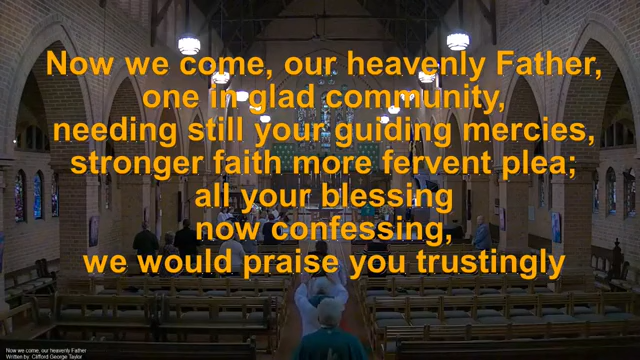 Now we come, our heavenly Father,
one in glad community,
needing still your guiding mercies,
stronger faith more fervent plea;
all your blessing
now confessing,
we would praise you trustingly
Now we come, our heavenly Father
Written by: Clifford George Taylor